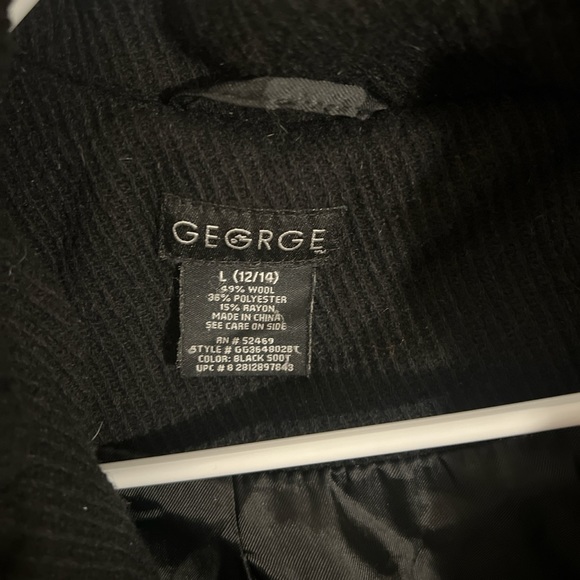 GEORGE
L (12/14)
49% WOOL
36% POLYESTER
15% RAYON
MADE IN CHINA
SEE CARE ON SIDE
RN # 52469
STYLE # GG364802BT
COLOR: BLACK SOOT
UPC # 6 2812897843